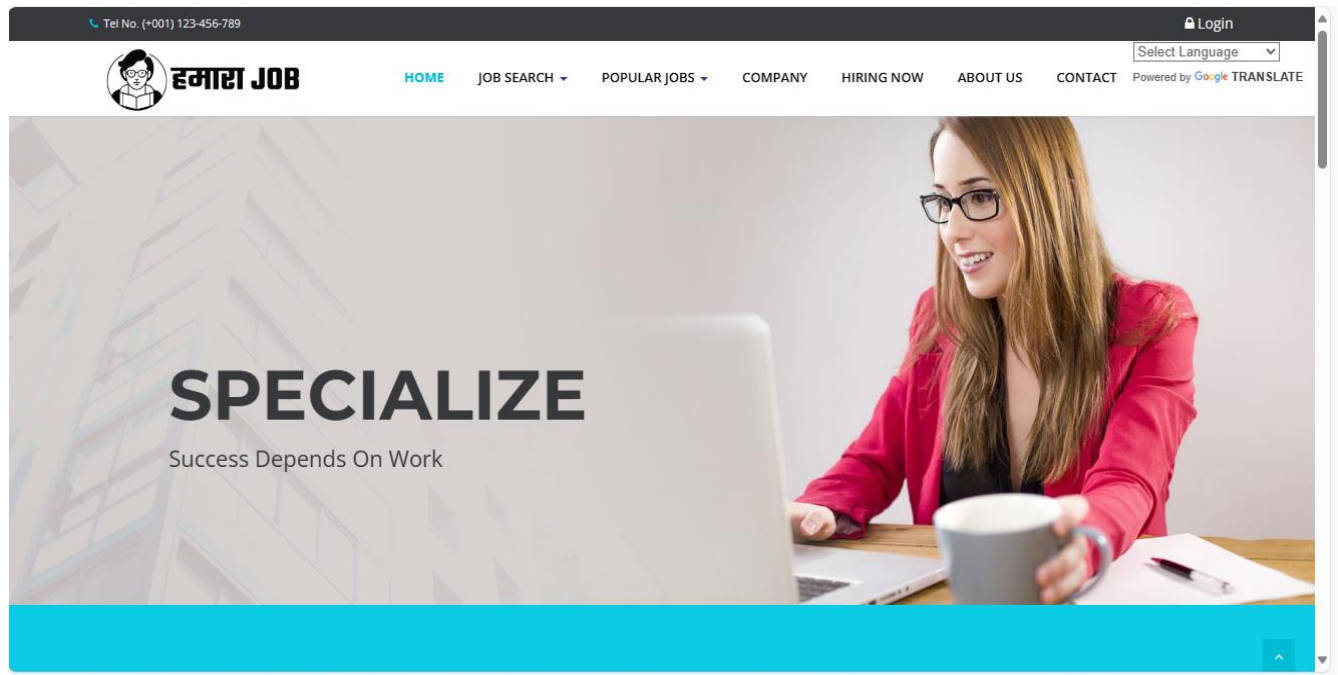 Tel No. (+001) 123-456-789
Login
Select Language
हमारा JOB
HOME JOB SEARCH POPULAR JOBS COMPANY HIRING NOW ABOUT US CONTACT
Powered by Google TRANSLATE
SPECIALIZE
Success Depends On Work